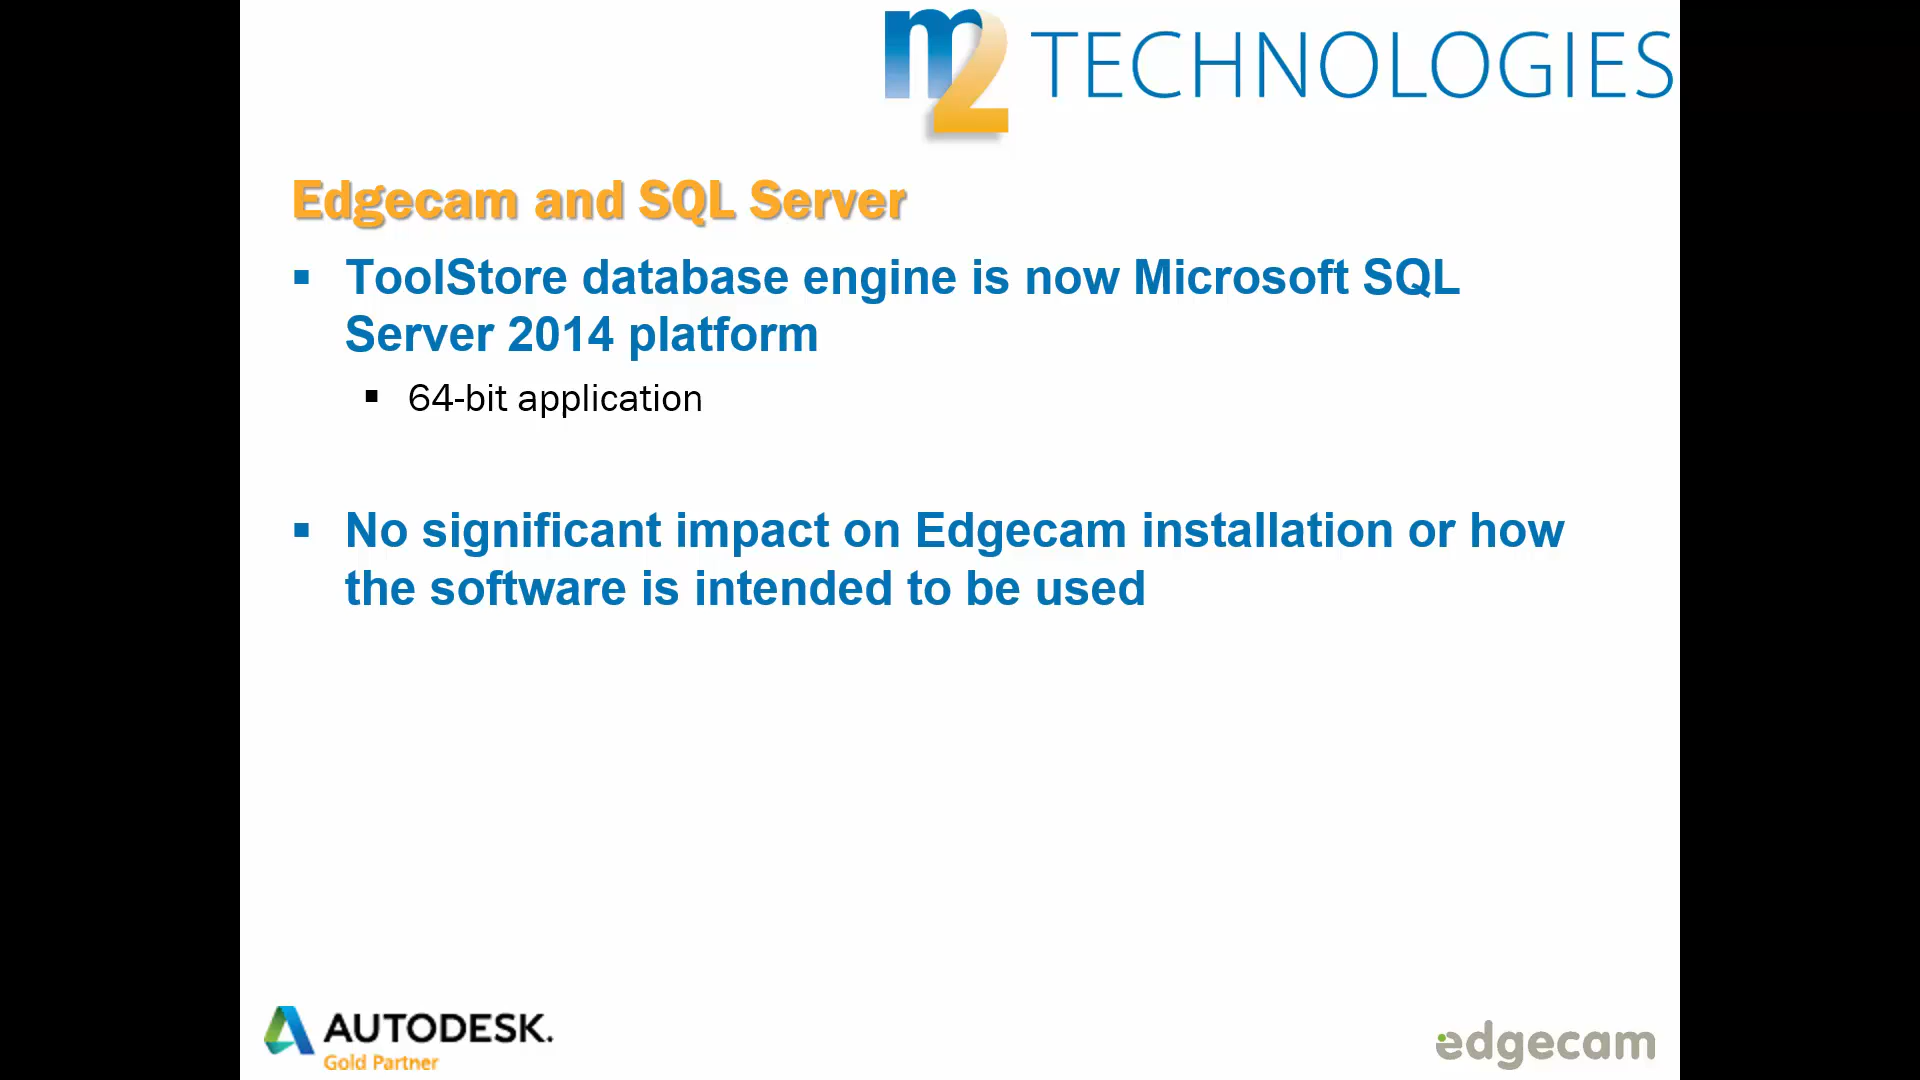 m2 TECHNOLOGIES
Edgecam and SQL Server
▪ ToolStore database engine is now Microsoft SQL
Server 2014 platform
▪ 64-bit application
▪ No significant impact on Edgecam installation or how
the software is intended to be used
AUTODESK.
Gold Partner
edgecam